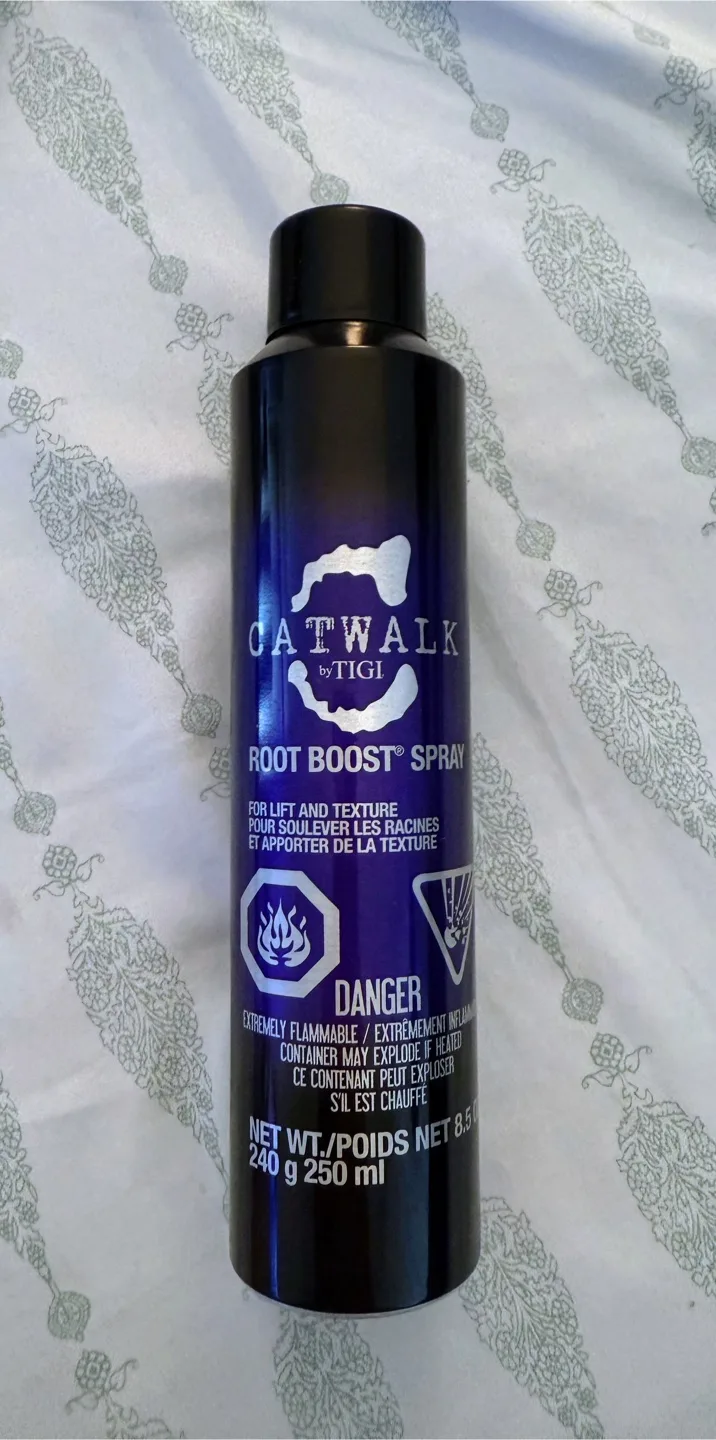 CATWALK
by TIGI
ROOT BOOST® SPRAY
FOR LIFT AND TEXTURE
POUR SOULEVER LES RACINES
ET APPORTER DE LA TEXTURE
DANGER
EXTREMELY FLAMMABLE / EXTRÊMEMENT
CONTAINER MAY EXPLODE IF HEATED
CE CONTENANT PEUT EXPLOSER
S'IL EST CHAUFFÉ
NET WT./POIDS NET 8.5
240 g 250 ml